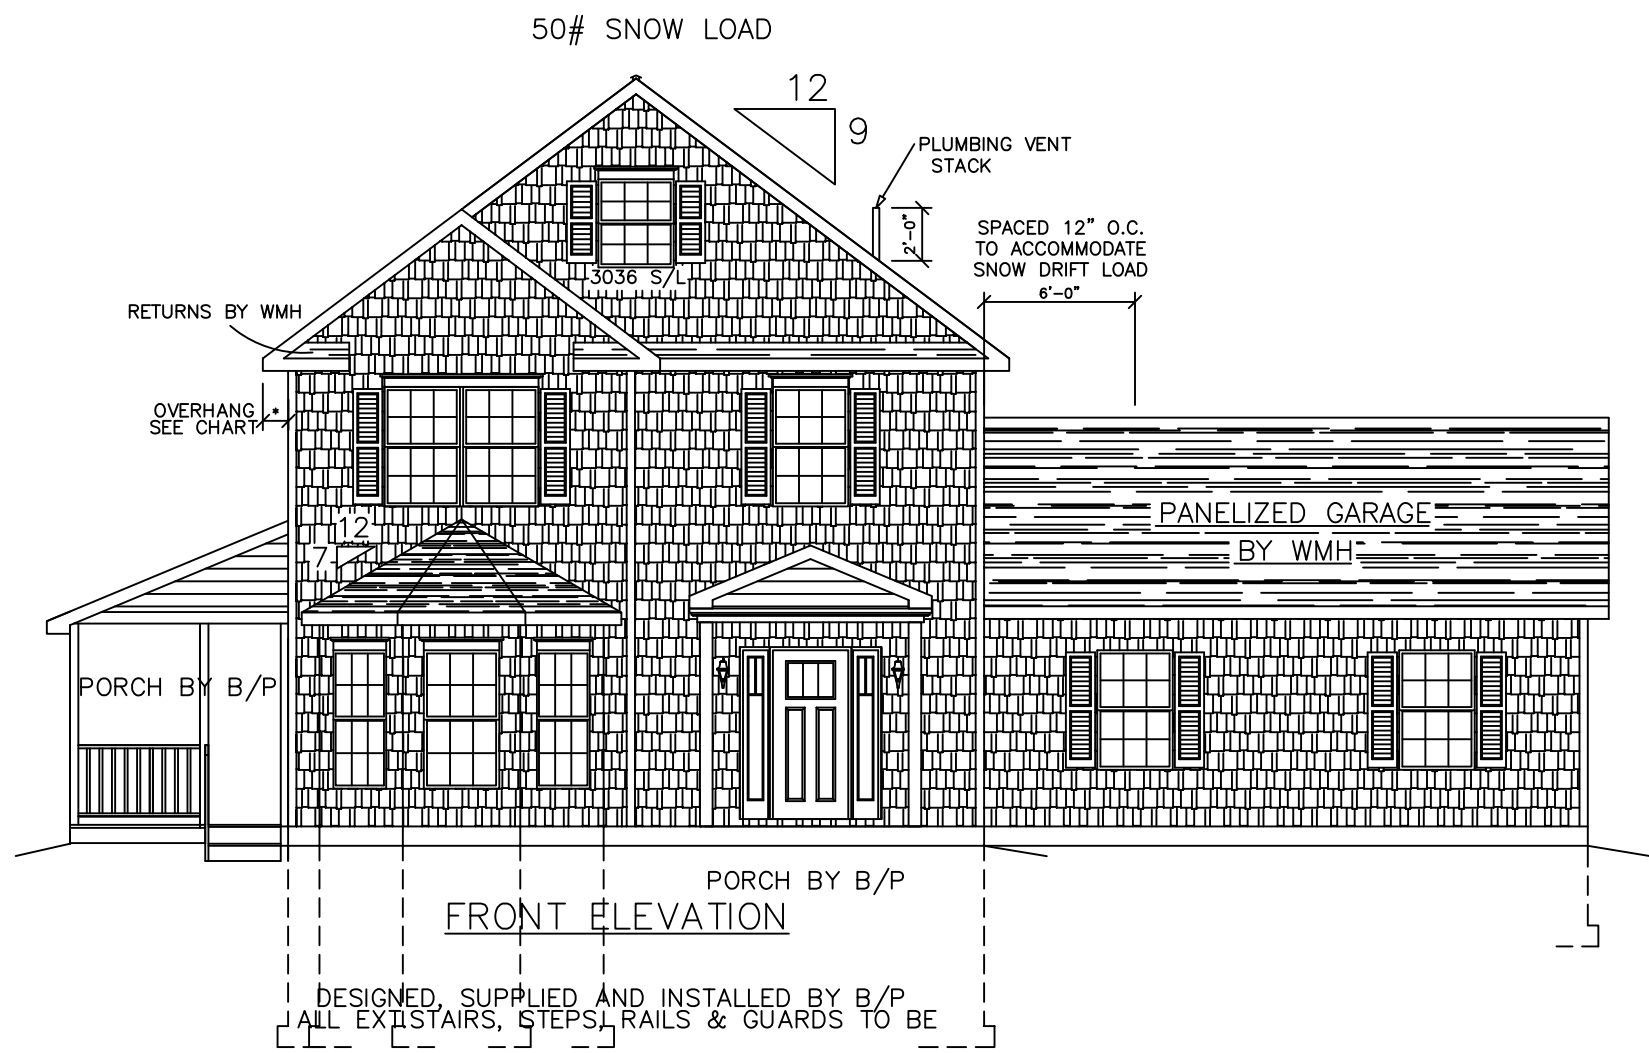 50# SNOW LOAD
12
9
PLUMBING VENT
STACK
2'-0"
SPACED 12" O.C.
TO ACCOMMODATE
SNOW DRIFT LOAD
6'-0"
3036 S/L
RETURNS BY WMH
OVERHANG
SEE CHART
*
12
7
PANELIZED GARAGE
BY WMH
PORCH BY B/P
PORCH BY B/P
FRONT ELEVATION
DESIGNED, SUPPLIED AND INSTALLED BY B/P
ALL EXT.STAIRS, STEPS, RAILS & GUARDS TO BE